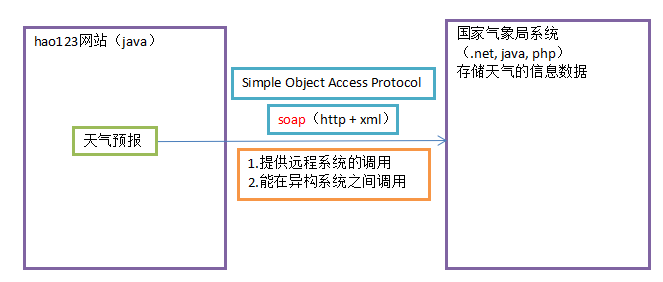 hao123网站（java）
天气预报
Simple Object Access Protocol
soap（http + xml）
1.提供远程系统的调用
2.能在异构系统之间调用
国家气象局系统
（.net, java, php）
存储天气的信息数据